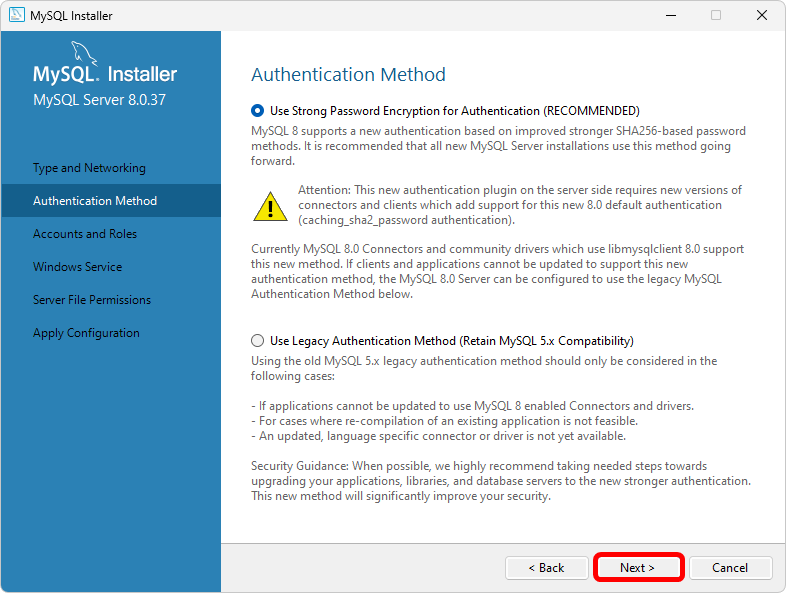 MySQL Installer
MySQL. Installer
MySQL Server 8.0.37
Type and Networking
Authentication Method
Accounts and Roles
Windows Service
Server File Permissions
Apply Configuration
Authentication Method
Use Strong Password Encryption for Authentication (RECOMMENDED)
MySQL 8 supports a new authentication based on improved stronger SHA256-based password
methods. It is recommended that all new MySQL Server installations use this method going
forward.
Attention: This new authentication plugin on the server side requires new versions of
connectors and clients which add support for this new 8.0 default authentication
(caching_sha2_password authentication).
Currently MySQL 8.0 Connectors and community drivers which use libmysqlclient 8.0 support
this new method. If clients and applications cannot be updated to support this new
authentication method, the MySQL 8.0 Server can be configured to use the legacy MySQL
Authentication Method below.
Use Legacy Authentication Method (Retain MySQL 5.x Compatibility)
Using the old MySQL 5.x legacy authentication method should only be considered in the
following cases:
- If applications cannot be updated to use MySQL 8 enabled Connectors and drivers.
- For cases where re-compilation of an existing application is not feasible.
- An updated, language specific connector or driver is not yet available.
Security Guidance: When possible, we highly recommend taking needed steps towards
upgrading your applications, libraries, and database servers to the new stronger authentication.
This new method will significantly improve your security.
< Back
Next >
Cancel